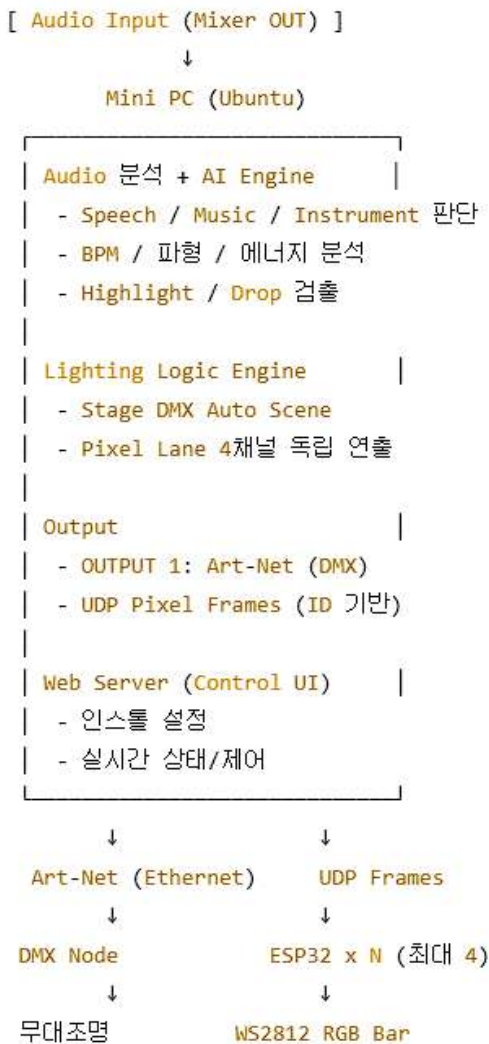 [ Audio Input (Mixer OUT) ]
↓
Mini PC (Ubuntu)
Audio 분석 + AI Engine
- Speech / Music / Instrument 판단
- BPM / 파형 / 에너지 분석
- Highlight / Drop 검출
Lighting Logic Engine
- Stage DMX Auto Scene
- Pixel Lane 4채널 독립 연출
Output
- OUTPUT 1: Art-Net (DMX)
- UDP Pixel Frames (ID 기반)
Web Server (Control UI)
- 인스톨 설정
- 실시간 상태/제어
↓ ↓
Art-Net (Ethernet) UDP Frames
↓ ↓
DMX Node ESP32 x N (최대 4)
↓ ↓
무대조명 WS2812 RGB Bar